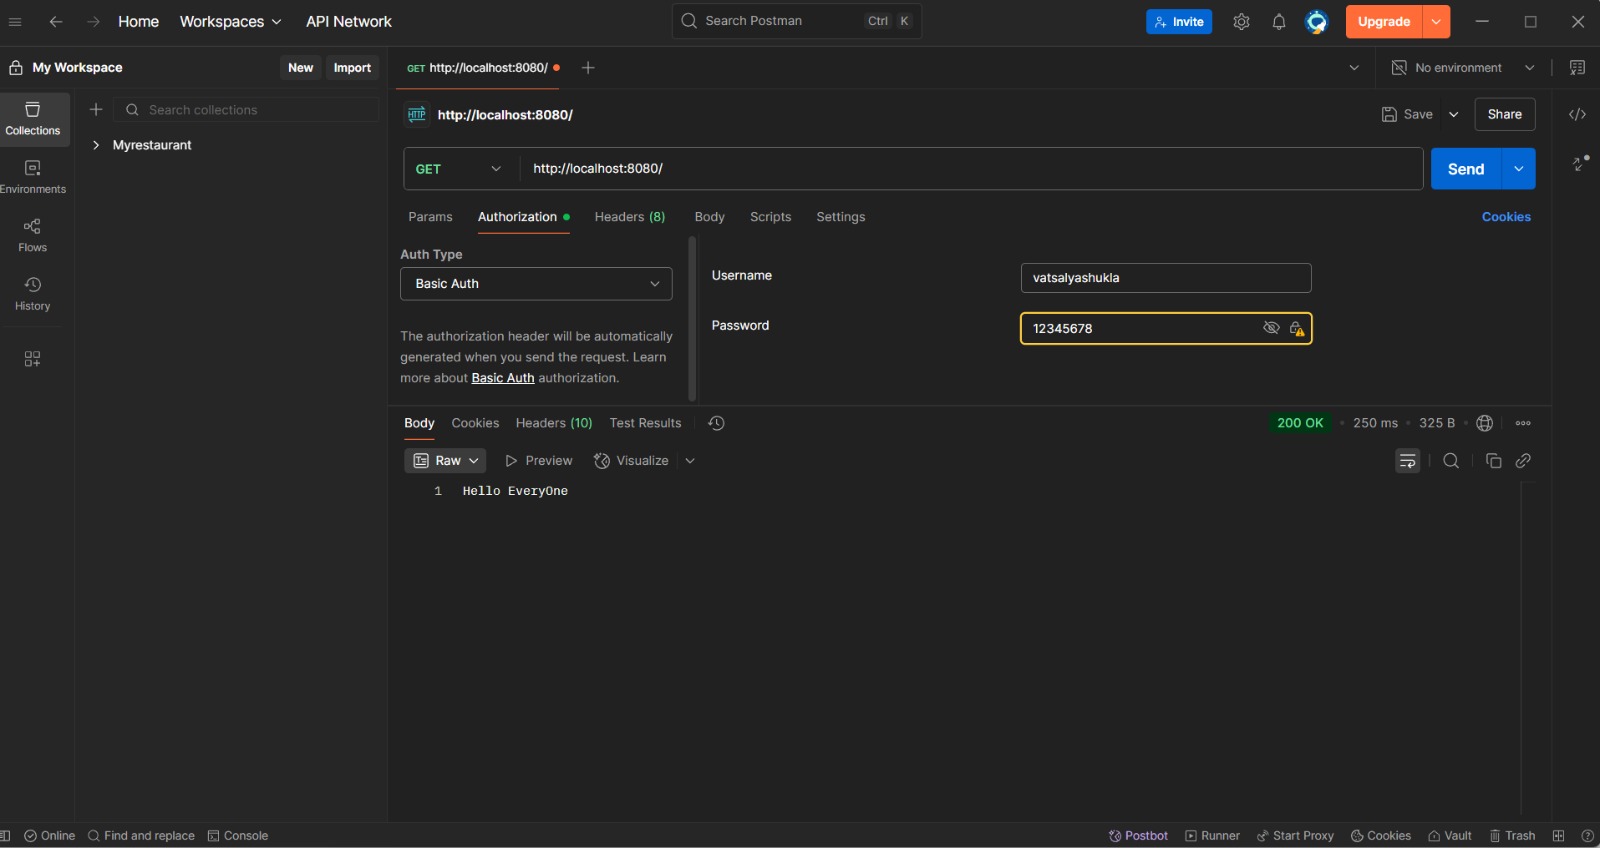 Home Workspaces API Network Search Postman Ctrl K Invite Upgrade
My Workspace New Import GET http://localhost:8080/ No environment
Collections Search collections HTTP http://localhost:8080/ Save Share
Myrestaurant
GET http://localhost:8080/ Send
Environments
Params Authorization Headers (8) Body Scripts Settings Cookies
Flows
Auth Type
Basic Auth
Username vatsalyashukla
History
Password 12345678
The authorization header will be automatically
generated when you send the request. Learn
more about Basic Auth authorization.
Body Cookies Headers (10) Test Results 200 OK • 250 ms • 325 B
Raw Preview Visualize
1 Hello EveryOne
Online Find and replace Console Postbot Runner Start Proxy Cookies Vault Trash